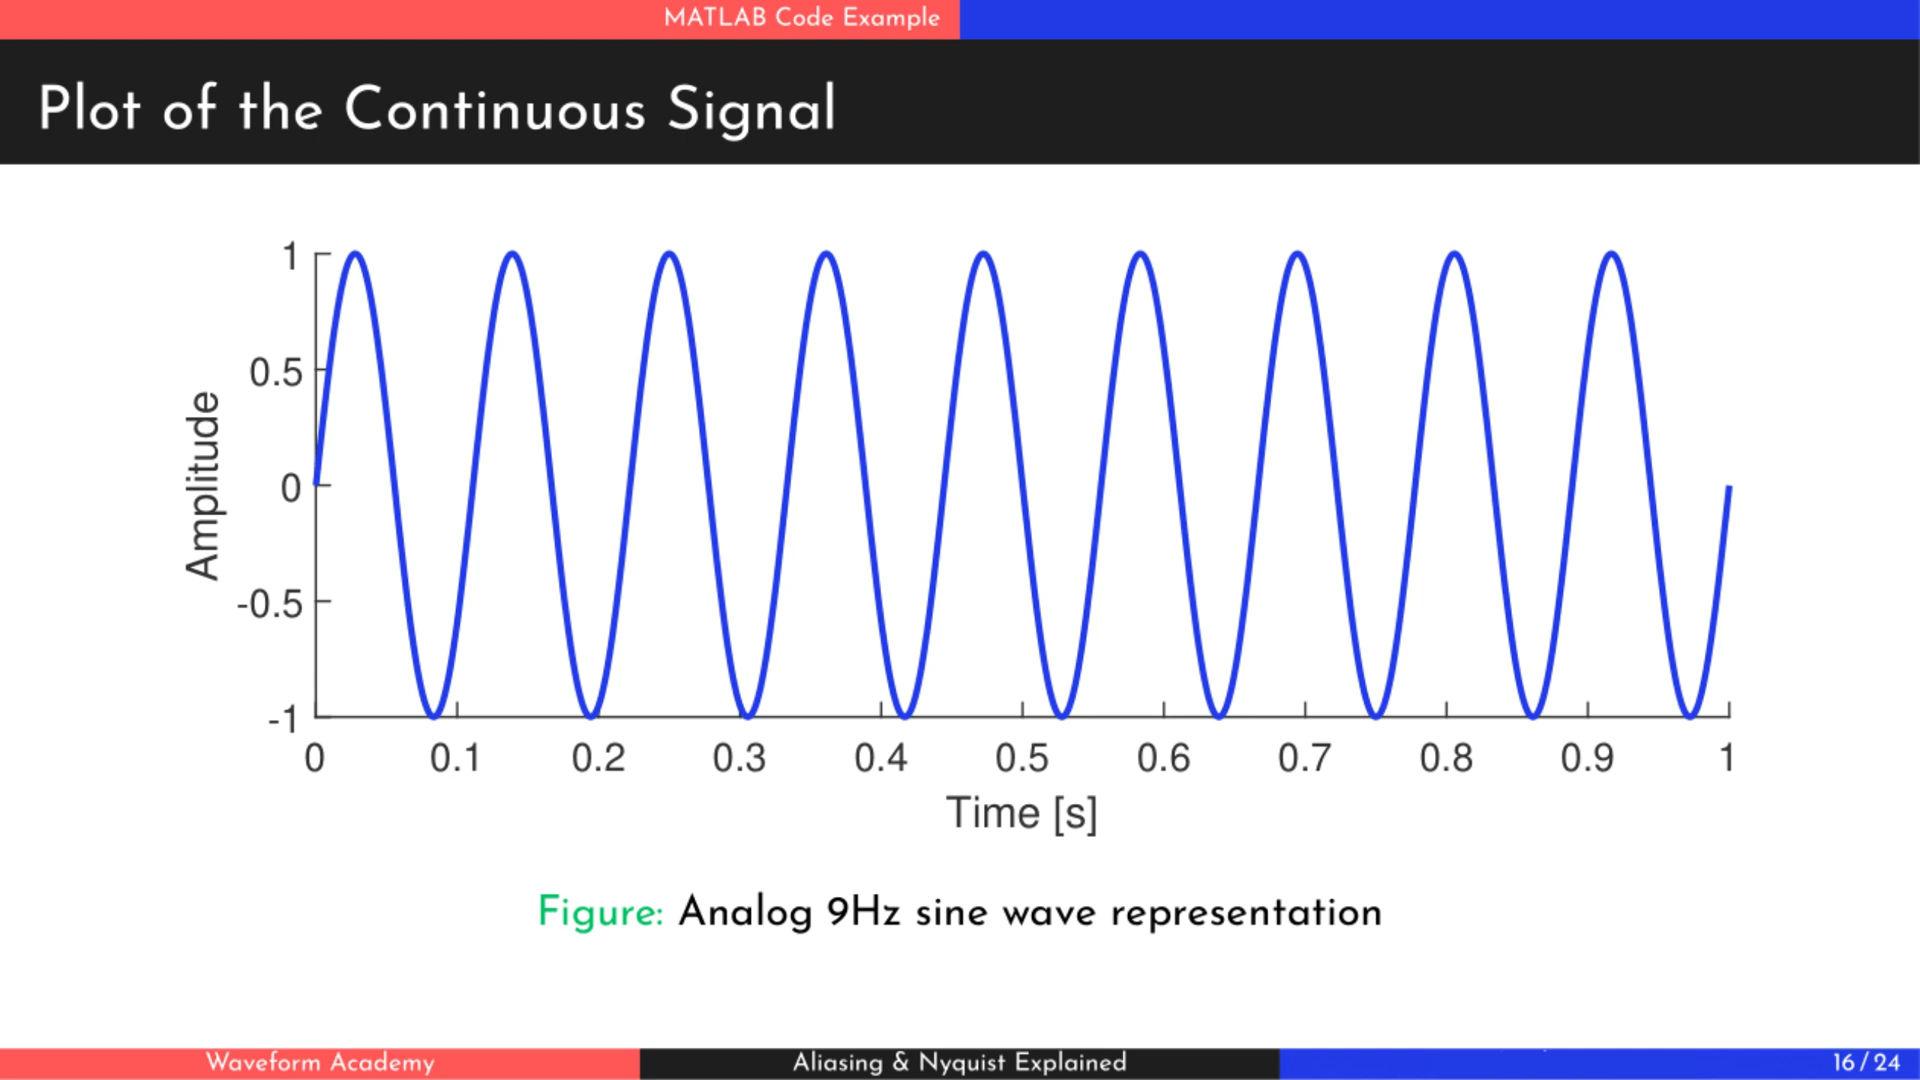 MATLAB Code Example
Plot of the Continuous Signal
1
0.5
0
-0.5
-1
Amplitude
0 0.1 0.2 0.3 0.4 0.5 0.6 0.7 0.8 0.9 1
Time [s]
Figure: Analog 9Hz sine wave representation
Waveform Academy Aliasing & Nyquist Explained 16 / 24